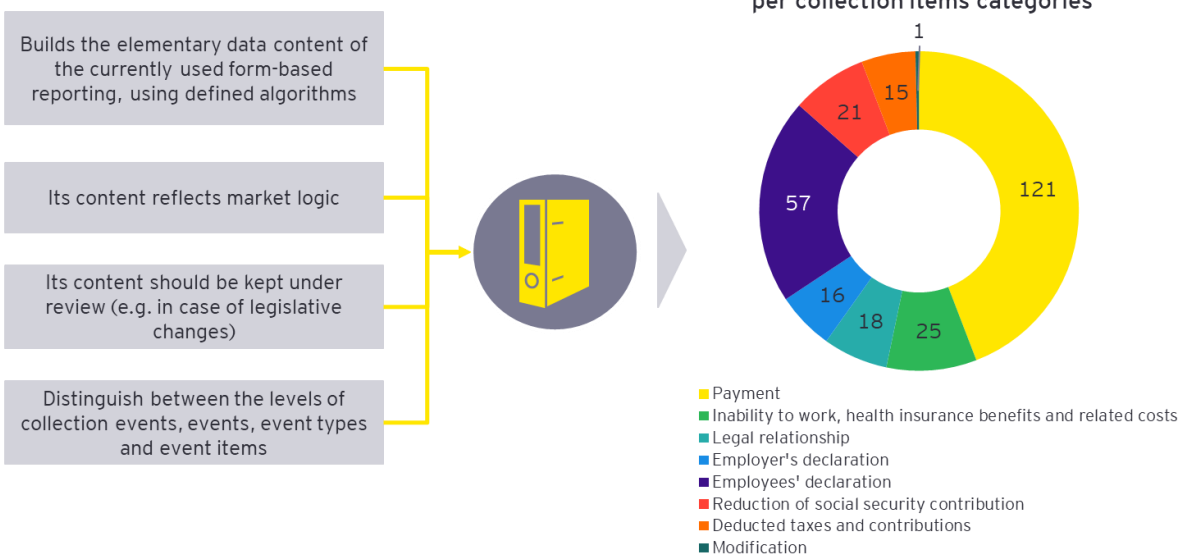 Builds the elementary data content of
the currently used form-based
reporting, using defined algorithms
Its content reflects market logic
Its content should be kept under
review (e.g. in case of legislative
changes)
Distinguish between the levels of
collection events, events, event types
and event items
per collection items categories
1
15
21
121
57
16
18
25
Payment
Inability to work, health insurance benefits and related costs
Legal relationship
Employer's declaration
Employees' declaration
Reduction of social security contribution
Deducted taxes and contributions
Modification